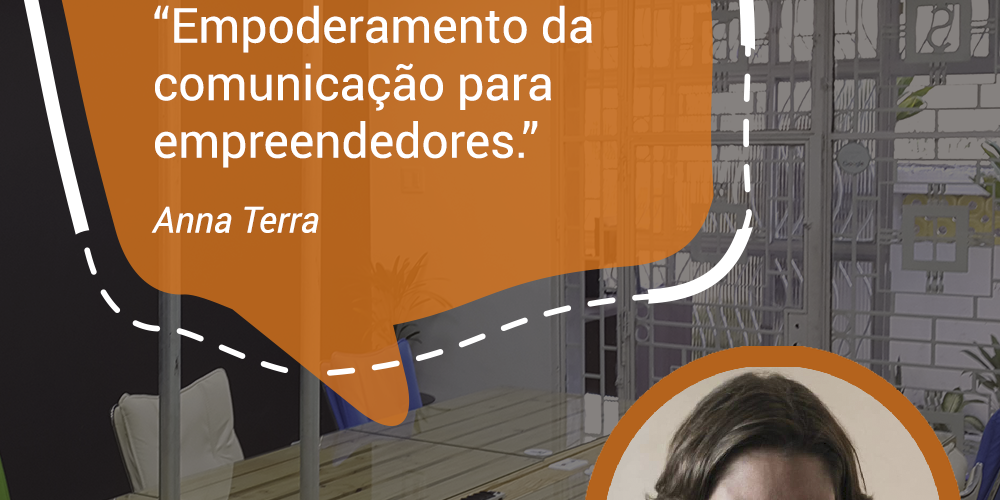 “Empoderamento da
comunicação para
empreendedores.”
Anna Terra